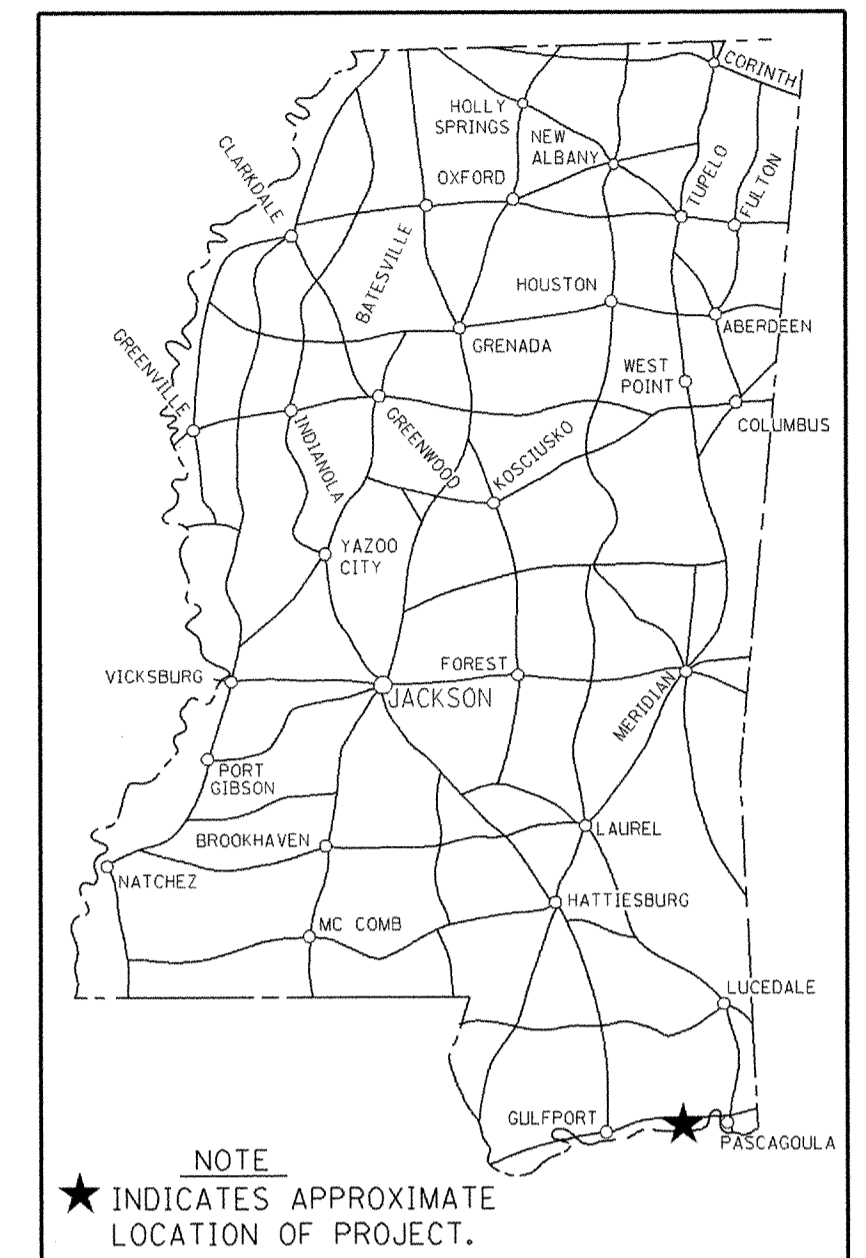 CORINTH
HOLLY
SPRINGS
NEW
ALBANY
CLARKDALE
OXFORD
TUPELO
FULTON
BATESVILLE
HOUSTON
ABERDEEN
GREENVILLE
GRENADA
WEST
POINT
COLUMBUS
INDIANOLA
GREENWOOD
KOSCIUSKO
YAZOO
CITY
VICKSBURG
FOREST
JACKSON
MERIDIAN
PORT
GIBSON
BROOKHAVEN
LAUREL
NATCHEZ
HATTIESBURG
MC COMB
LUCEDALE
GULFPORT
PASCAGOULA
NOTE
INDICATES APPROXIMATE
LOCATION OF PROJECT.